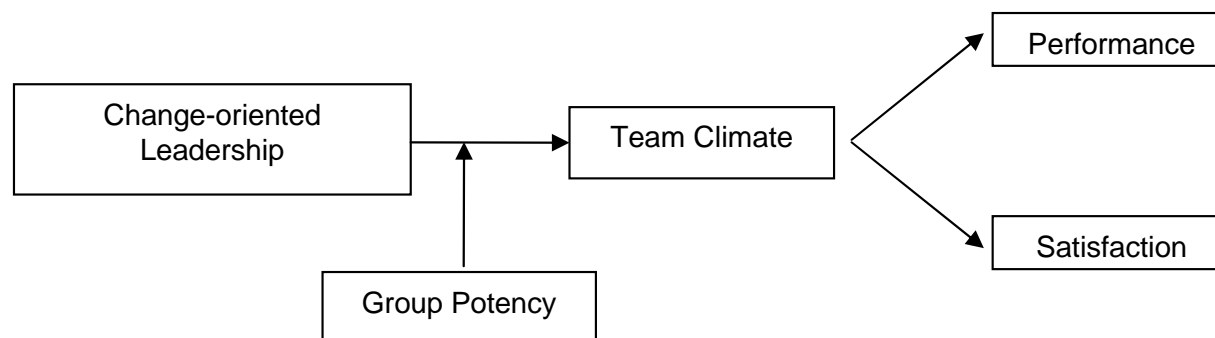 Change-oriented
Leadership
Team Climate
Performance
Satisfaction
Group Potency